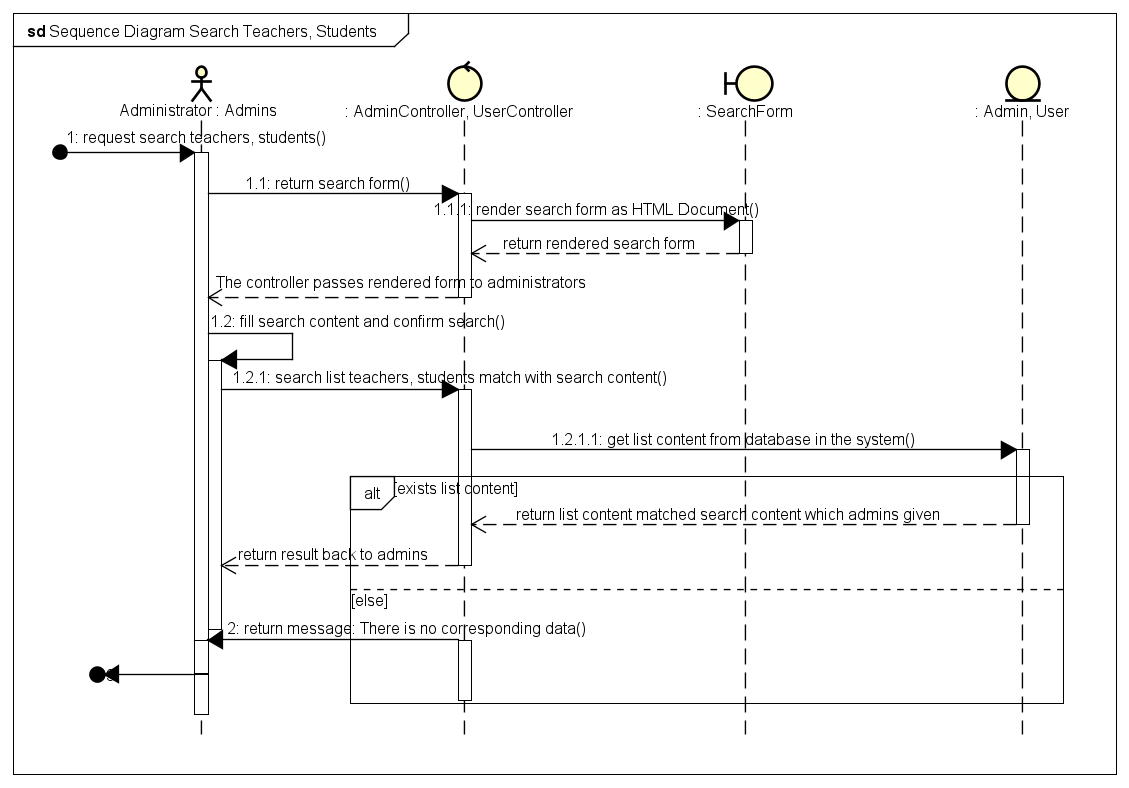 sd Sequence Diagram Search Teachers, Students
Administrator : Admins
: AdminController, UserController
: SearchForm
: Admin, User
1: request search teachers, students()
1.1: return search form()
1.1.1: render search form as HTML Document()
return rendered search form
The controller passes rendered form to administrators
1.2: fill search content and confirm search()
1.2.1: search list teachers, students match with search content()
1.2.1.1: get list content from database in the system()
alt
[exists list content]
return list content matched search content which admins given
return result back to admins
[else]
2: return message: There is no corresponding data()